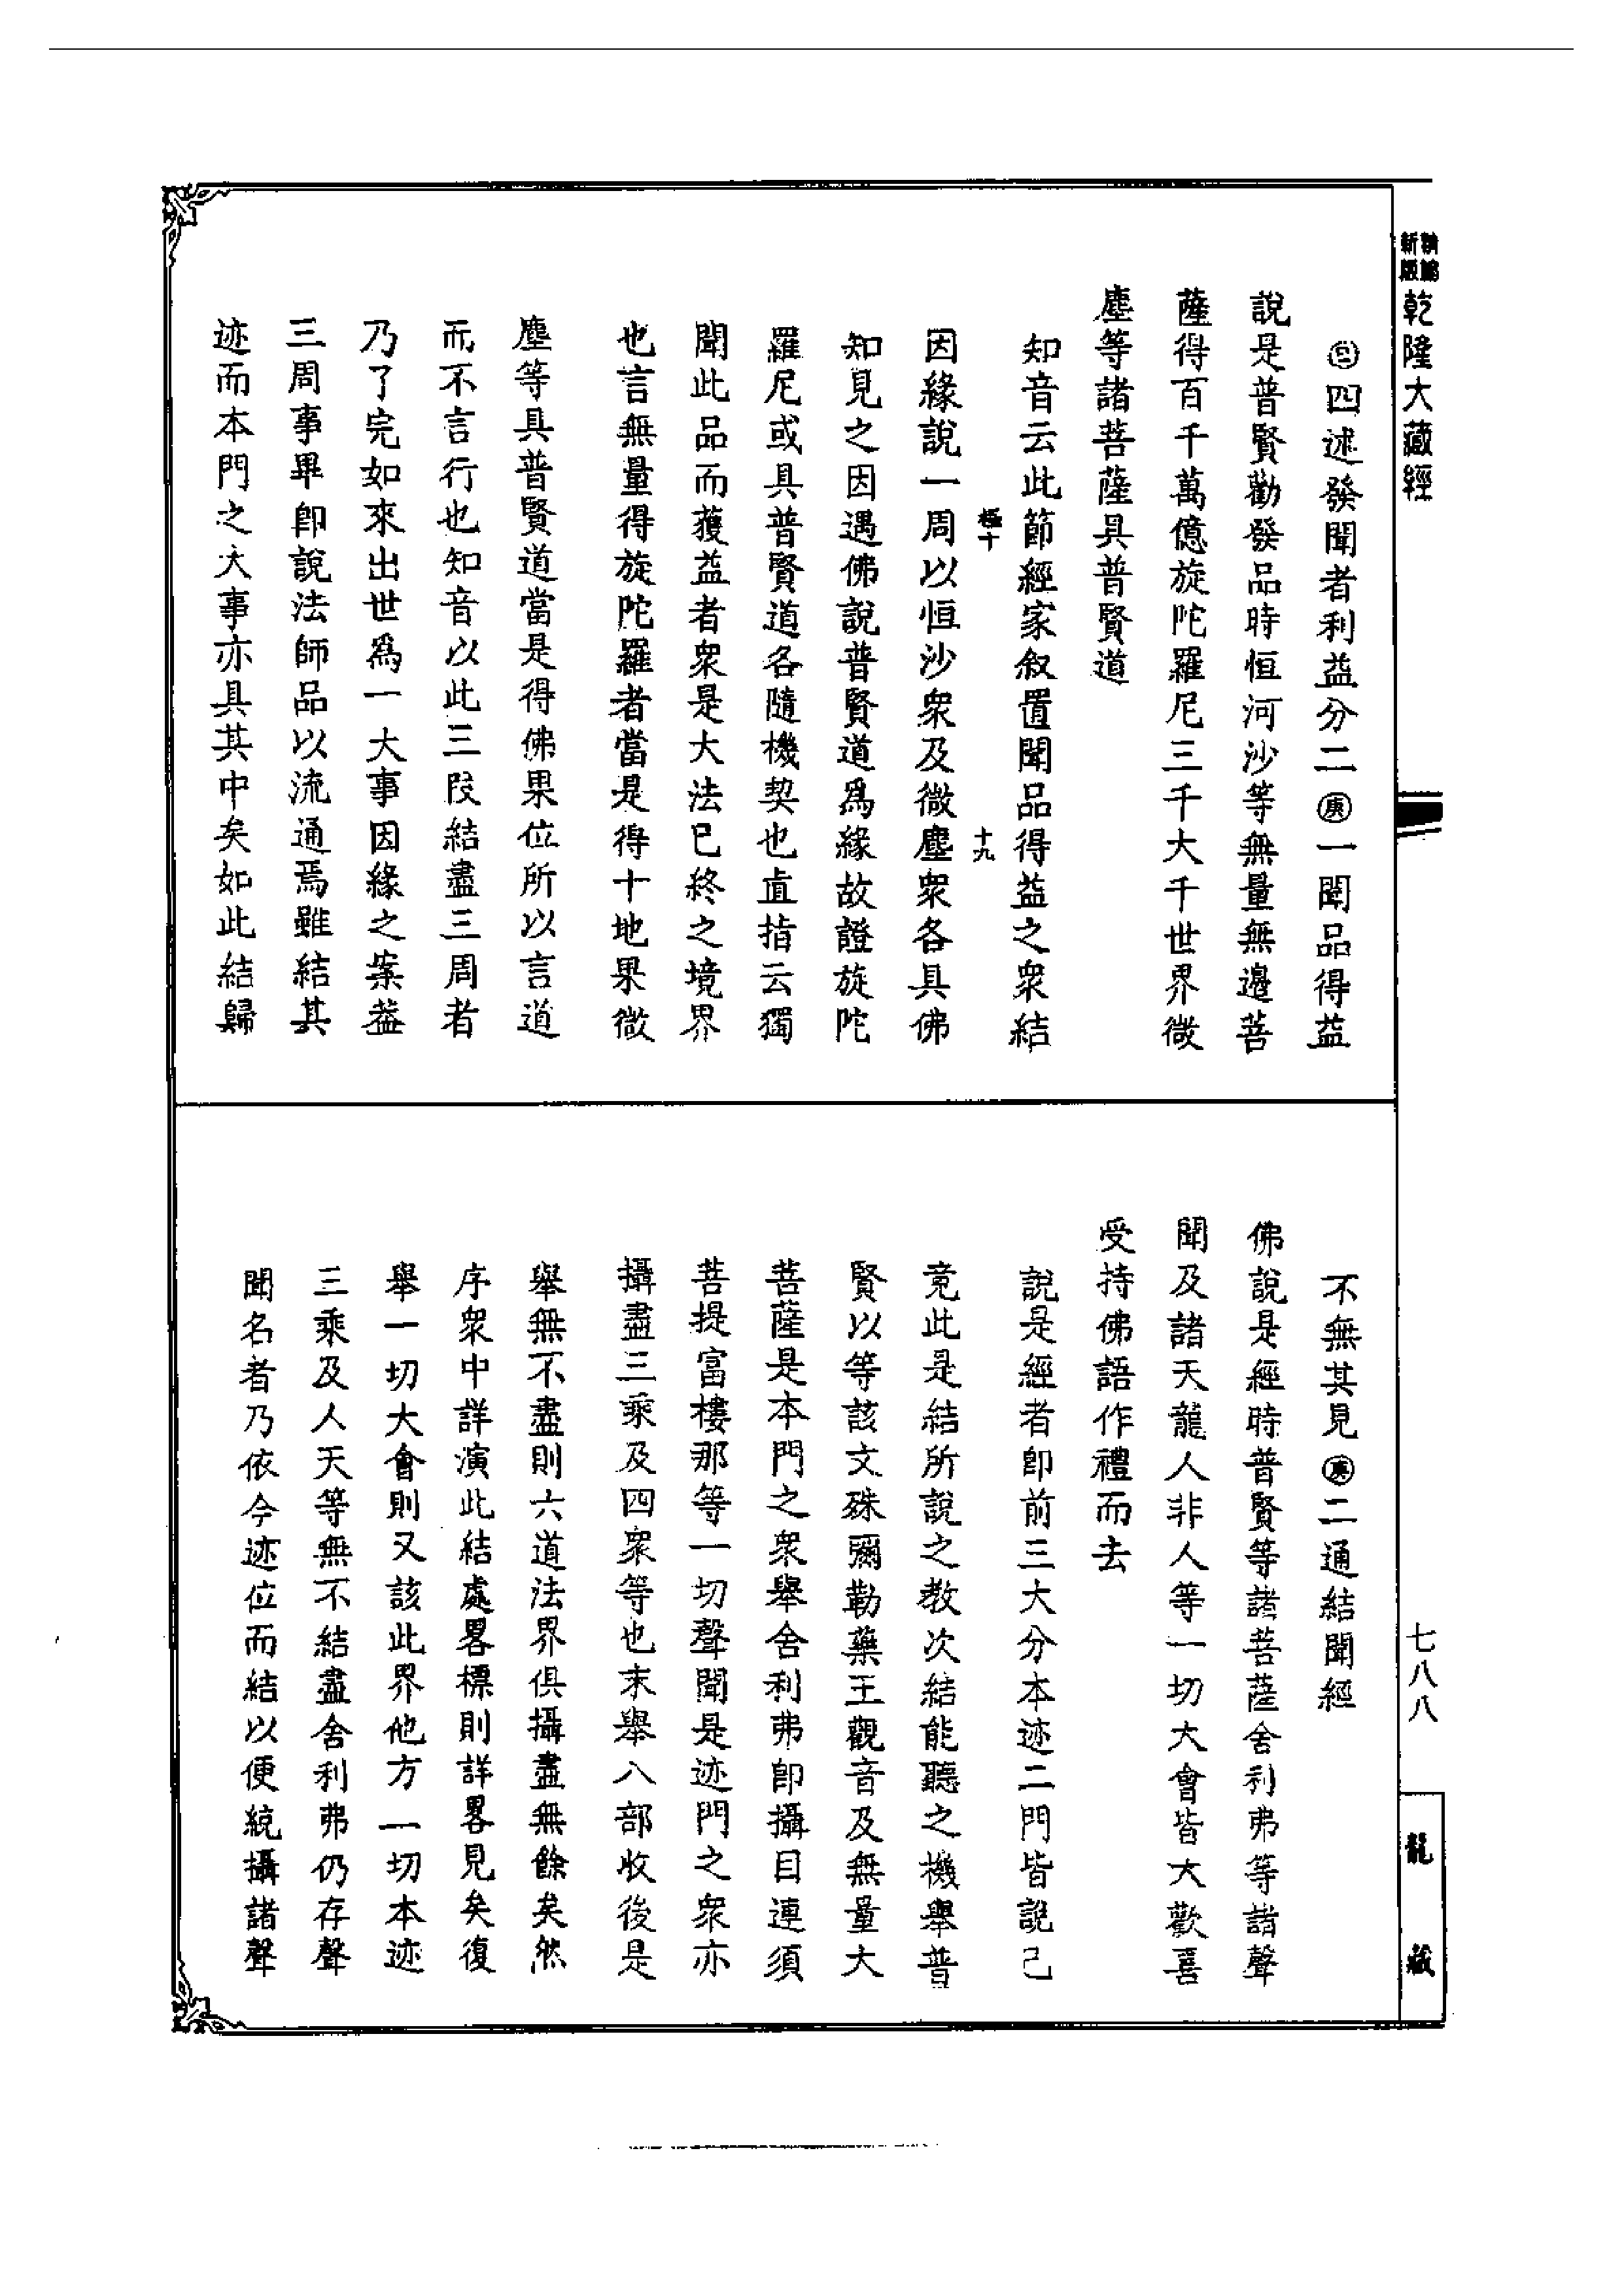 精編
新版
乾隆大藏經
㊂四述發聞者利益分二庚一聞品得益
說是普賢勸發品時恒河沙等無量無邊菩
薩得百千萬億旋陀羅尼三千大千世界微
塵等諸菩薩具普賢道
知音云此節經家叙置聞品得益之衆結
極十
十九
因緣說一周以恒沙衆及微塵衆各具佛
知見之因遇佛說普賢道爲緣故證旋陀
羅尼或具普賢道各隨機契也直指云獨
聞此品而獲益者衆是大法已終之境界
也言無量得旋陀羅者當是得十地果微
塵等具普賢道當是得佛果位所以言道
而不言行也知音以此三段結盡三周者
乃了完如來出世爲一大事因緣之案葢
三周事畢卽說法師品以流通焉雖結其
迹而本門之大事亦具其中矣如此結歸
不無其見庚二通結聞經
佛說是經時普賢等諸菩薩舍利弗等諸聲
聞及諸天龍人非人等一切大會皆大歡喜
受持佛語作禮而去
說是經者卽前三大分本迹二門皆說已
竟此是結所說之教次結能聽之機舉普
賢以等該文殊彌勒藥王觀音及無量大
菩薩是本門之衆舉舍利弗卽攝目連須
菩提富樓那等一切聲聞是迹門之衆亦
攝盡三乘及四衆等也末舉八部收後是
舉無不盡則六道法界俱攝盡無餘矣然
序衆中詳演此結處畧標則詳畧見矣復
舉一切大會則又該此界他方一切本迹
三乘及人天等無不結盡舍利弗仍存聲
聞名者乃依今迹位而結以便統攝諸聲
七八八
龍藏